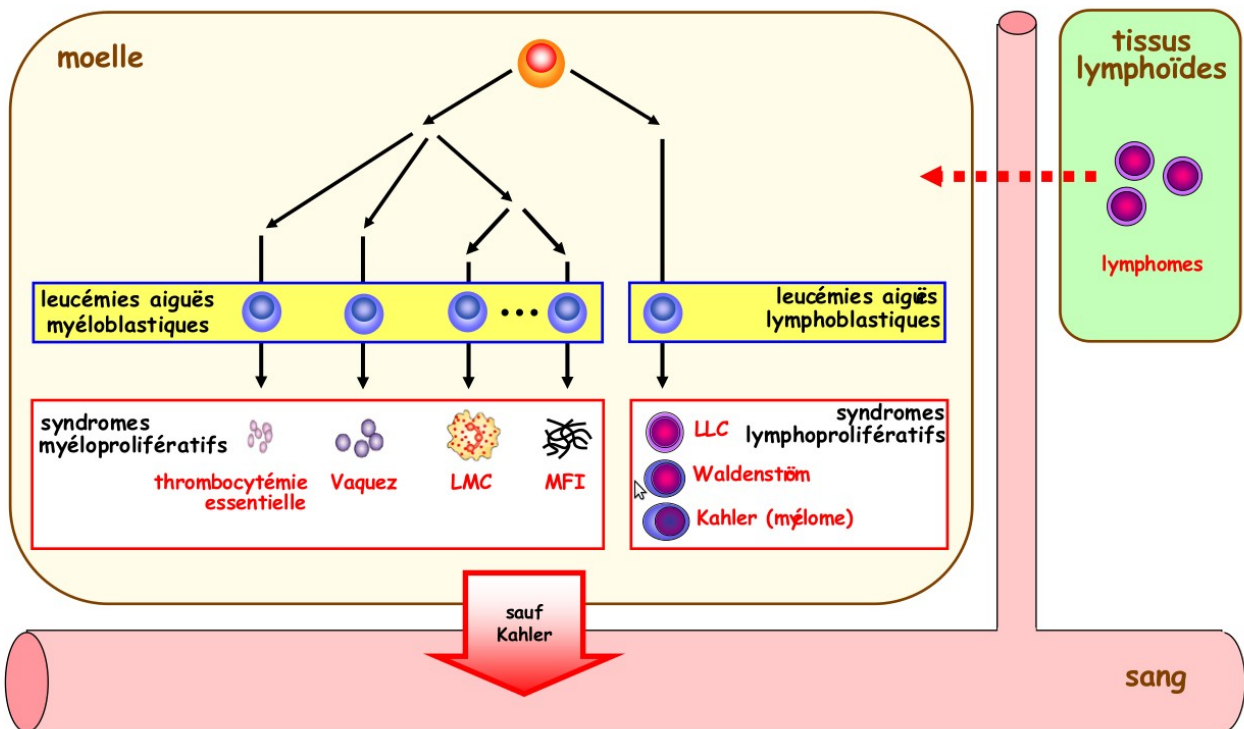 moelle
tissus
lymphoïdes
lymphomes
leucémies aiguës
myéloblastiques
leucémies aiguës
lymphoblastiques
syndromes
myéloprolifératifs
thrombocytémie
essentielle
Vaquez
LMC
MFI
syndromes
lymphoprolifératifs
LLC
Waldenström
Kahler (myélome)
sauf
Kahler
sang